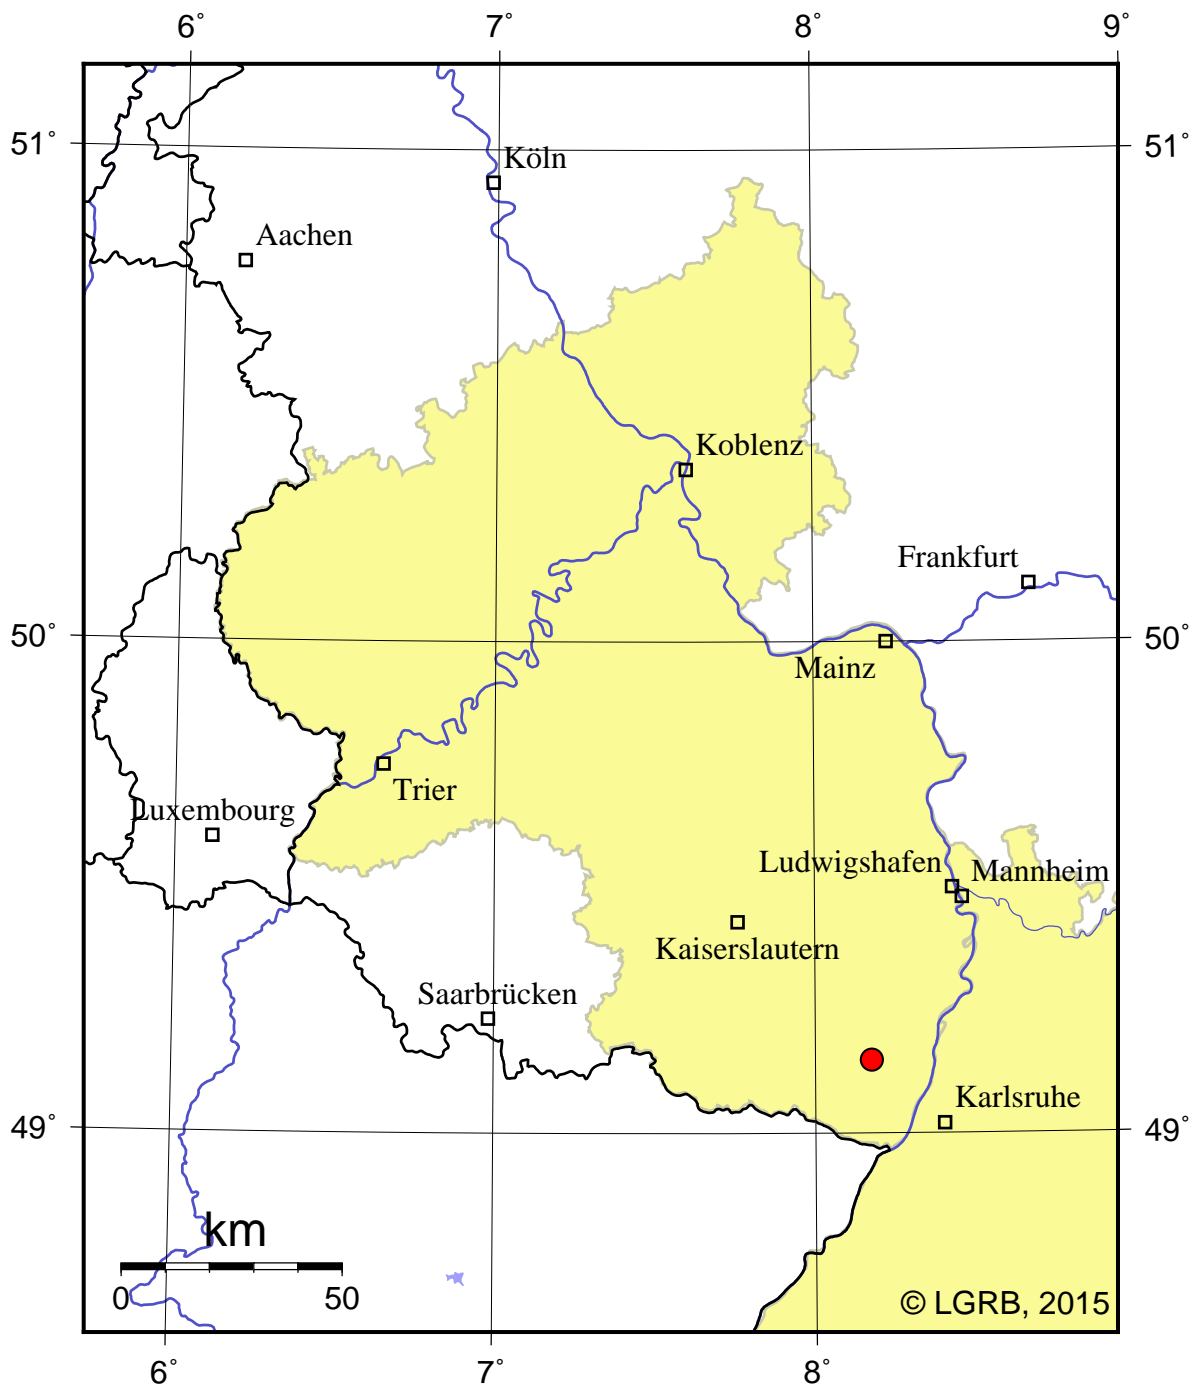 6° 7° 8° 9°
51° 51°
Köln
Aachen
Koblenz
Frankfurt
50° 50°
Mainz
Trier
Luxembourg
Ludwigshafen
Mannheim
Kaiserslautern
Saarbrücken
Karlsruhe
49° 49°
km
0 50
© LGRB, 2015
6° 7° 8°